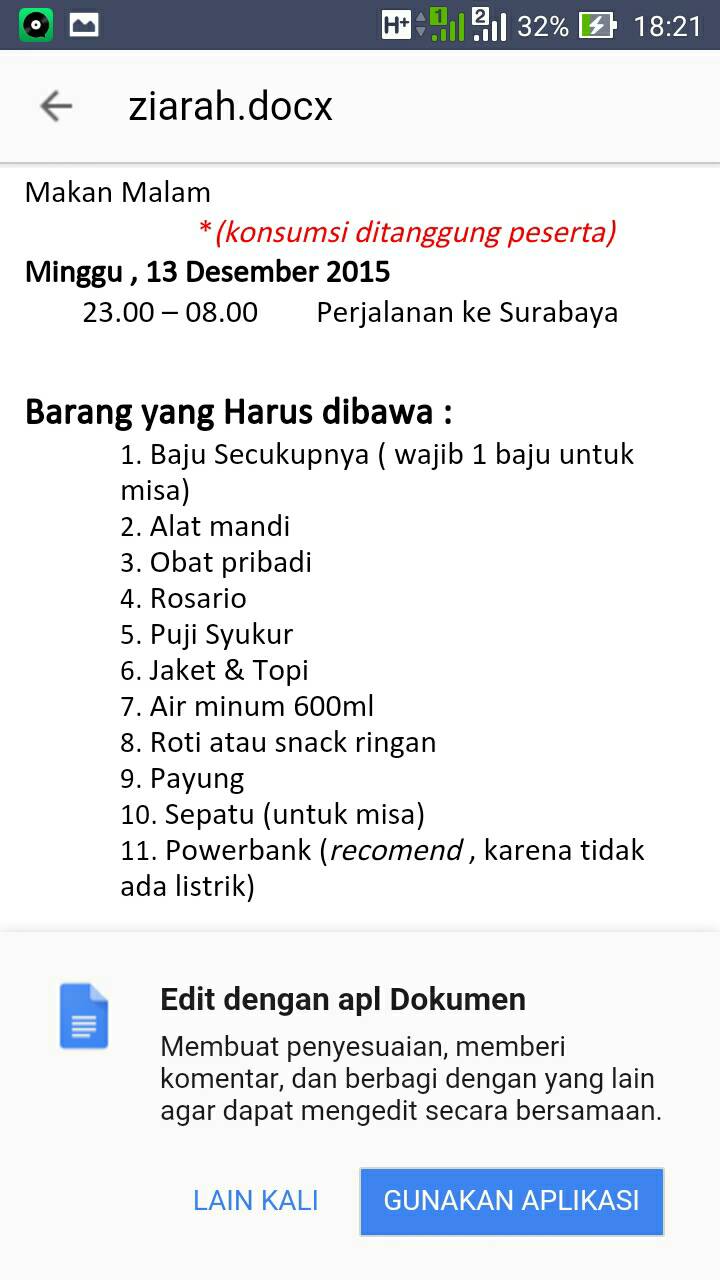 H+ 1 2 32% 18:21
ziarah.docx
Makan Malam
*(konsumsi ditanggung peserta)
Minggu , 13 Desember 2015
23.00 – 08.00 Perjalanan ke Surabaya
Barang yang Harus dibawa :
1. Baju Secukupnya ( wajib 1 baju untuk
misa)
2. Alat mandi
3. Obat pribadi
4. Rosario
5. Puji Syukur
6. Jaket & Topi
7. Air minum 600ml
8. Roti atau snack ringan
9. Payung
10. Sepatu (untuk misa)
11. Powerbank (recomend , karena tidak
ada listrik)
Edit dengan apl Dokumen
Membuat penyesuaian, memberi
komentar, dan berbagi dengan yang lain
agar dapat mengedit secara bersamaan.
LAIN KALI GUNAKAN APLIKASI